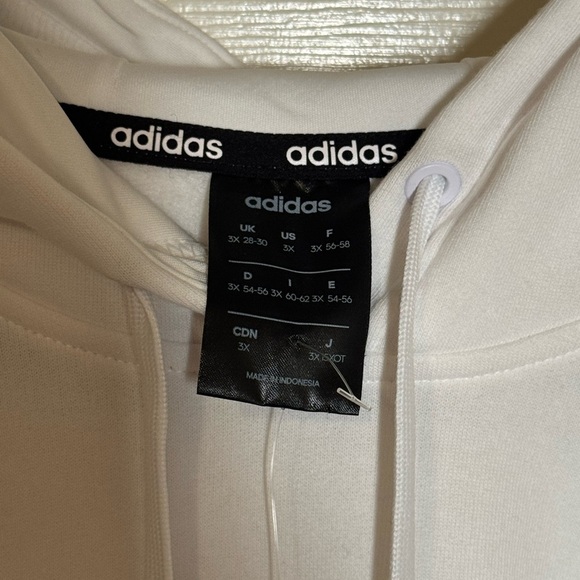 adidas adidas
adidas
UK US F
3X 28-30 3X 3X 56-58
D I E
3X 54-56 3X 60-62 3X 54-56
CDN J
3X 3X
MADE IN INDONESIA